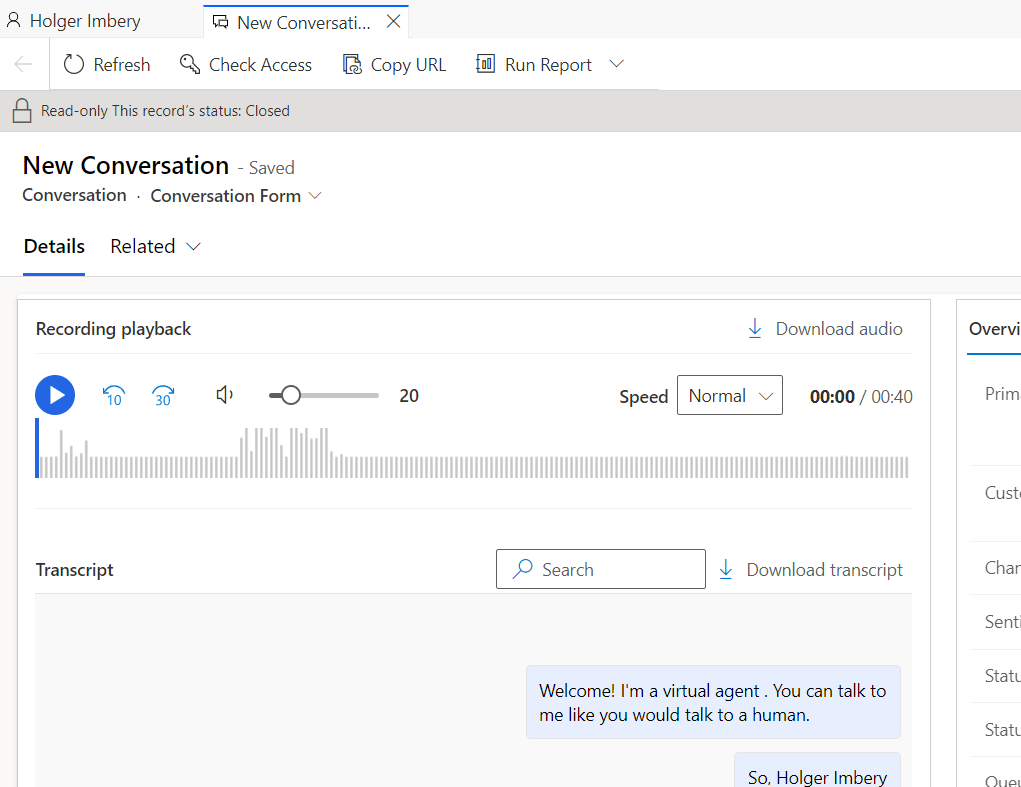 Holger Imbery
New Conversati...
Refresh
Check Access
Copy URL
Run Report
Read-only This record's status: Closed
New Conversation - Saved
Conversation · Conversation Form
Details
Related
Recording playback
Download audio
10
30
20
Speed
Normal
00:00 / 00:40
Transcript
Search
Download transcript
Welcome! I'm a virtual agent . You can talk to
me like you would talk to a human.
So, Holger Imbery
Overvi
Prim
Custo
Chan
Senti
Statu
Statu
Queu